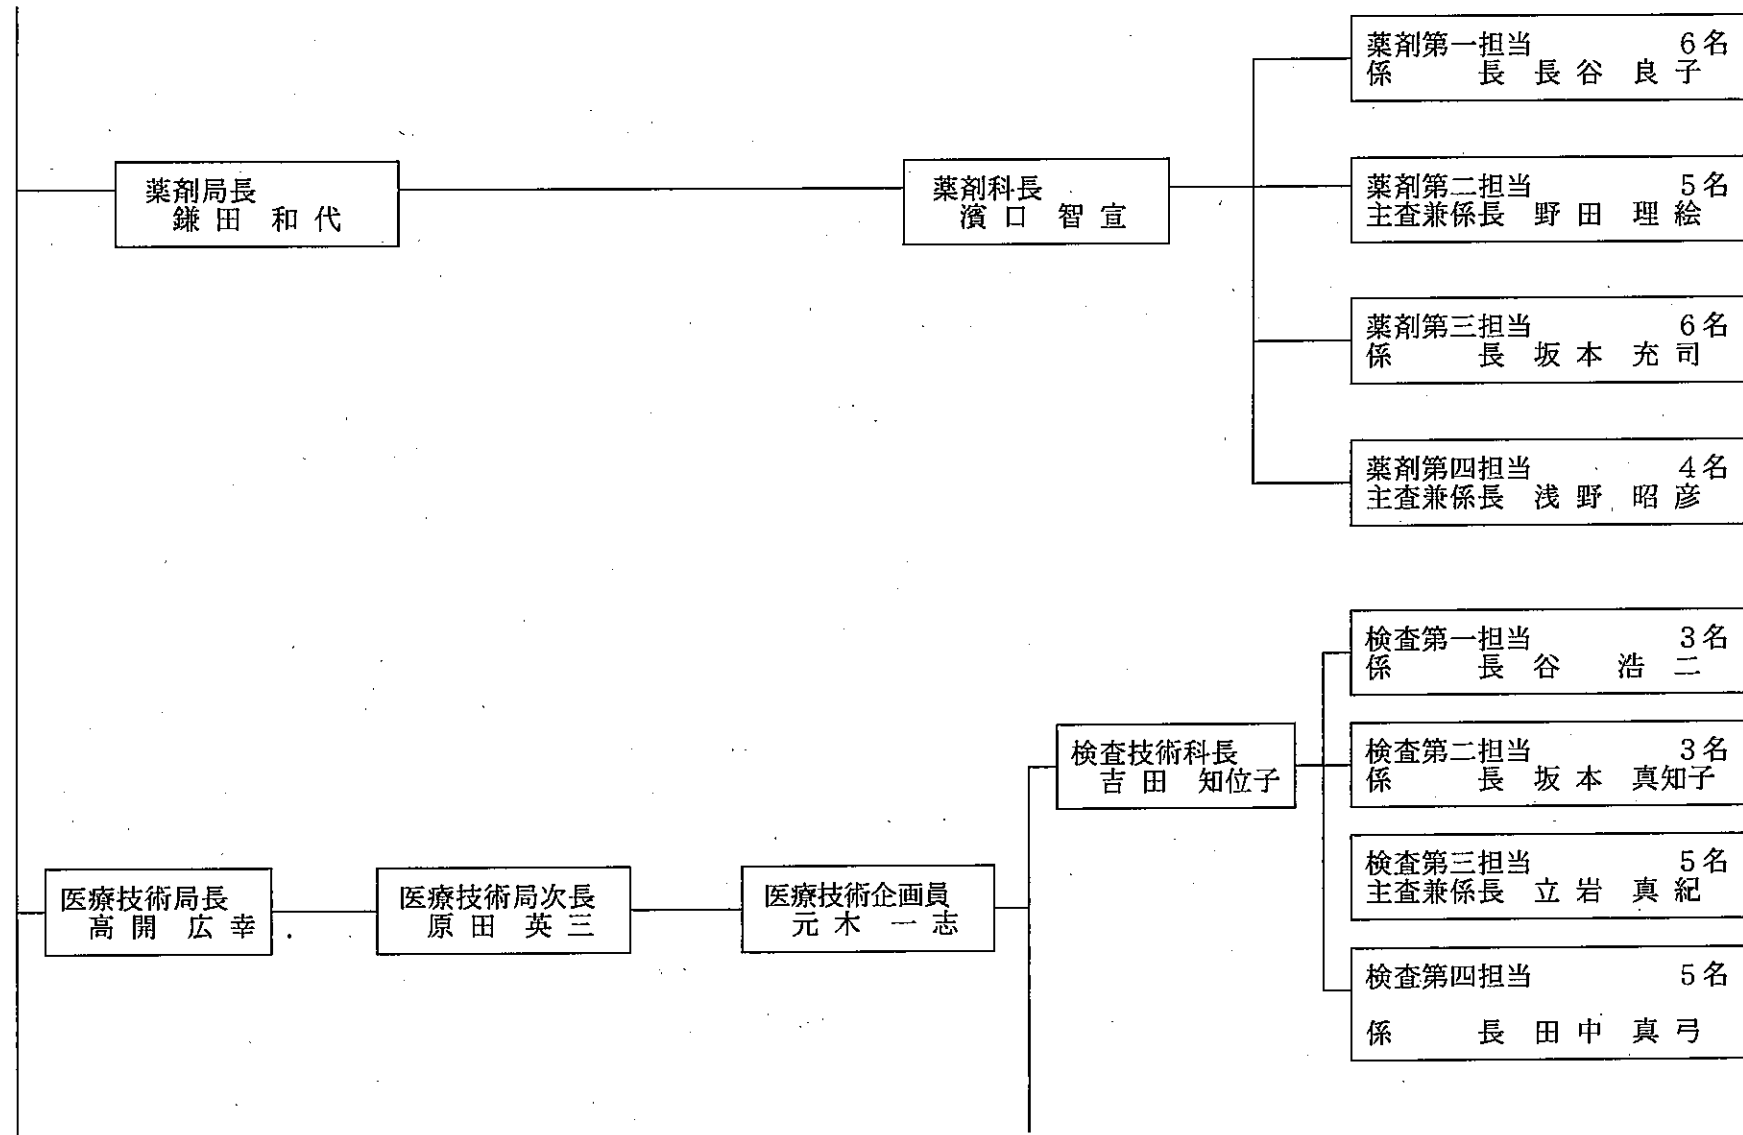 薬剤局長
鎌田 和代
薬剤科長
濱口 智宣
薬剤第一担当 6名
係長 長谷 良子
薬剤第二担当 5名
主査兼係長 野田 理絵
薬剤第三担当 6名
係長 坂本 充司
薬剤第四担当 4名
主査兼係長 浅野 昭彦
医療技術局長
高開 広幸
医療技術局次長
原田 英三
医療技術企画員
元木 一志
検査技術科長
吉田 知位子
検査第一担当 3名
係長 谷 浩二
検査第二担当 3名
係長 坂本 真知子
検査第三担当 5名
主査兼係長 立岩 真紀
検査第四担当 5名
係長 田中 真弓